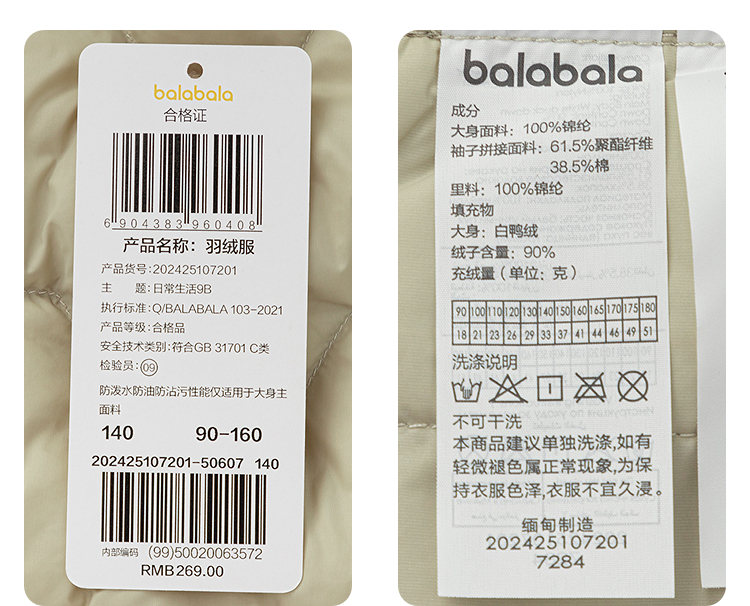 balabala
合格证
6 904383 960408
产品名称: 羽绒服
产品货号:202425107201
主 题:日常生活9B
执行标准:Q/BALABALA 103-2021
产品等级:合格品
安全技术类别:符合GB 31701 C类
检验员:09
防泼水防油防沾污性能仅适用于大身主
面料
140 90-160
202425107201-50607 140
内部编码 (99)50020063572
RMB269.00
balabala
成分
大身面料: 100%锦纶
袖子拼接面料: 61.5%聚酯纤维
38.5%棉
里料: 100%锦纶
填充物
大身: 白鸭绒
绒子含量: 90%
充绒量 (单位: 克)
90 100 110 120 130 140 150 160 165 170 175 180
18 21 23 26 29 33 37 41 44 46 49 51
洗涤说明
不可干洗
本商品建议单独洗涤,如有
轻微褪色属正常现象,为保
持衣服色泽,衣服不宜久浸。
缅甸制造
202425107201
7284